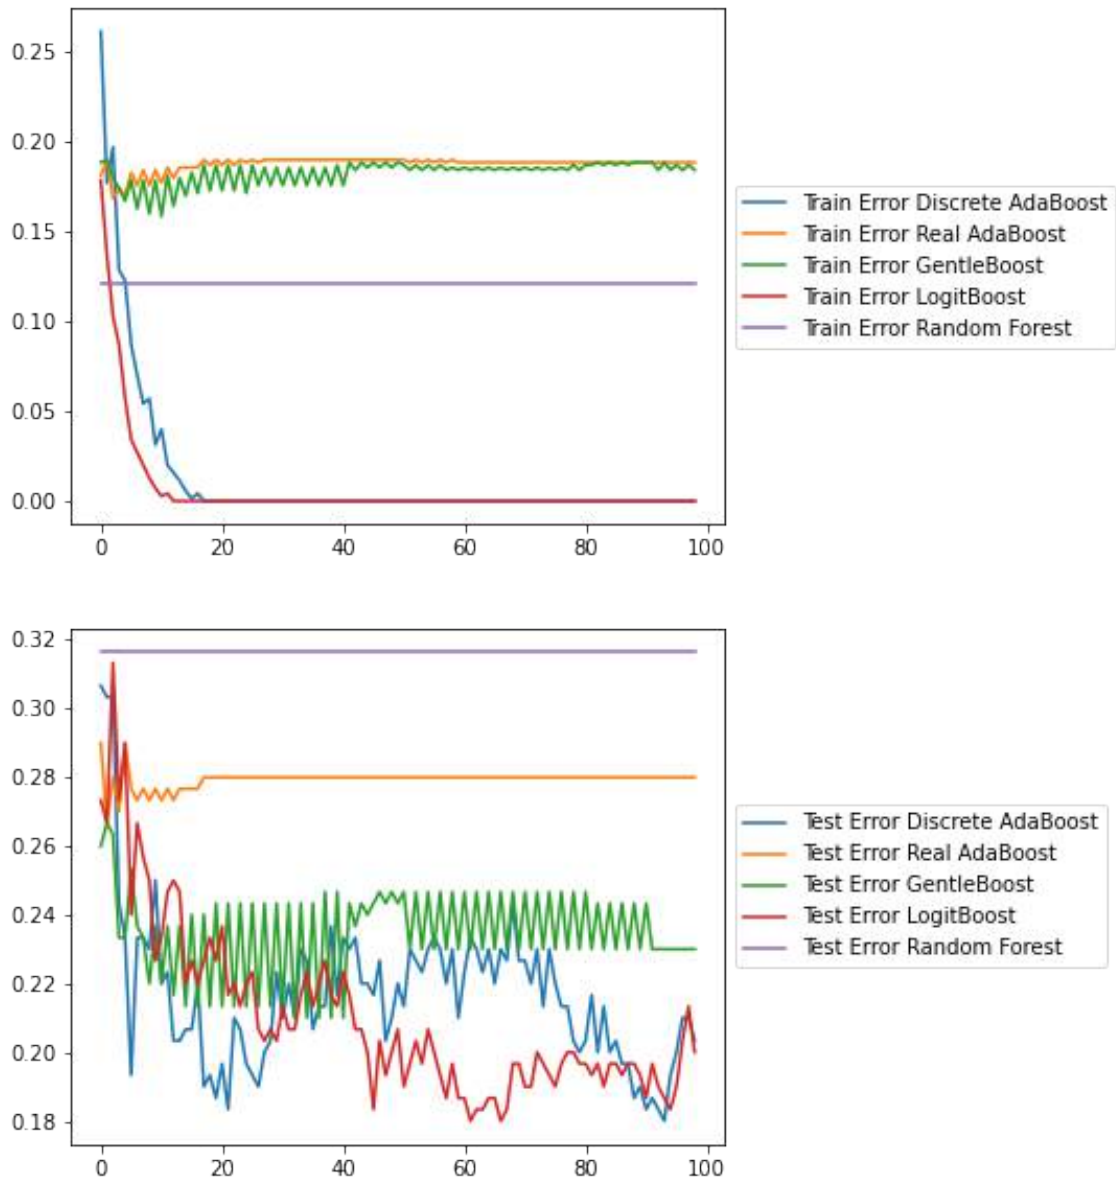 0.25
0.20
0.15
0.10
0.05
0.00
0 20 40 60 80 100
Train Error Discrete AdaBoost
Train Error Real AdaBoost
Train Error GentleBoost
Train Error LogitBoost
Train Error Random Forest
0.32
0.30
0.28
0.26
0.24
0.22
0.20
0.18
0 20 40 60 80 100
Test Error Discrete AdaBoost
Test Error Real AdaBoost
Test Error GentleBoost
Test Error LogitBoost
Test Error Random Forest